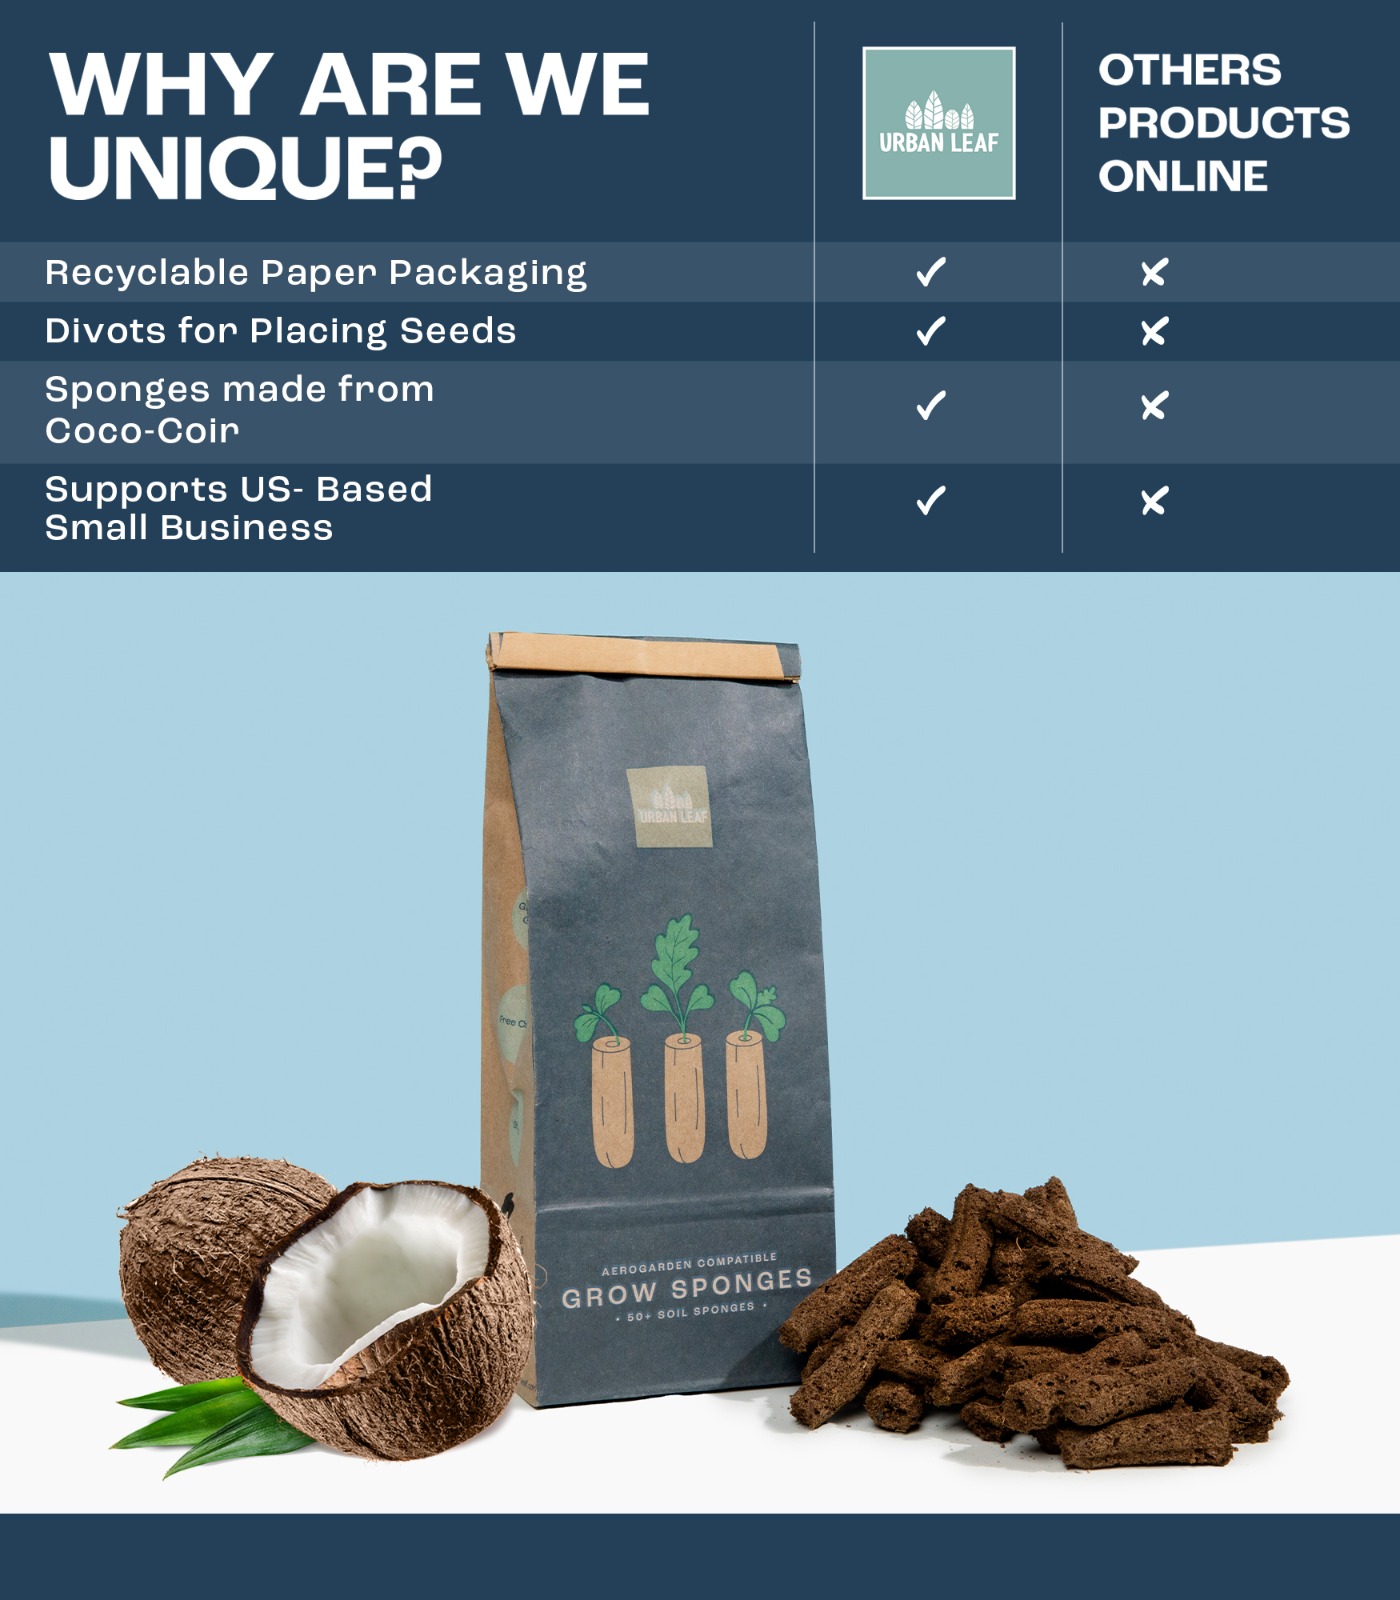 WHY ARE WE
UNIQUE?
URBAN LEAF
OTHERS
PRODUCTS
ONLINE
Recyclable Paper Packaging
Divots for Placing Seeds
Sponges made from
Coco-Coir
Supports US- Based
Small Business
URBAN LEAF
Free
AEROGARDEN COMPATIBLE
GROW SPONGES
• 50+ SOIL SPONGES •